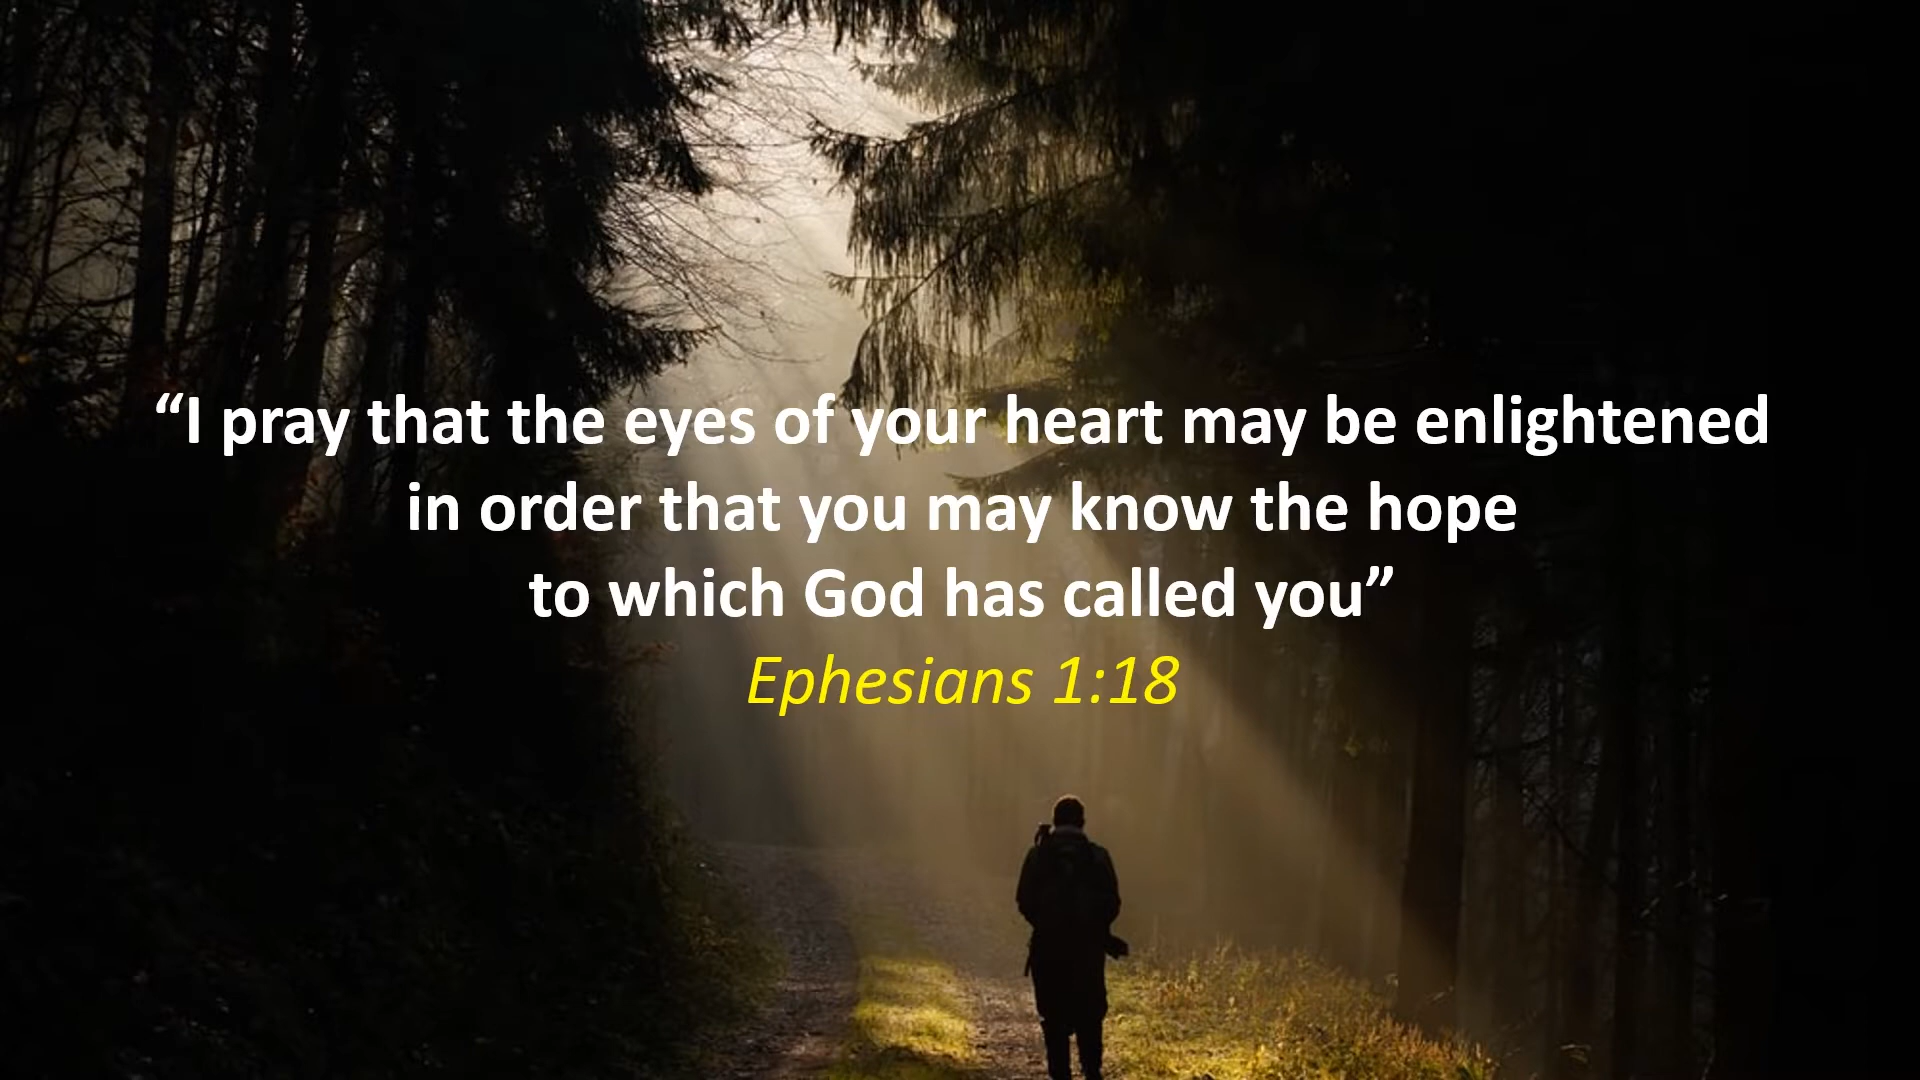 “I pray that the eyes of your heart may be enlightened
in order that you may know the hope
to which God has called you”
Ephesians 1:18